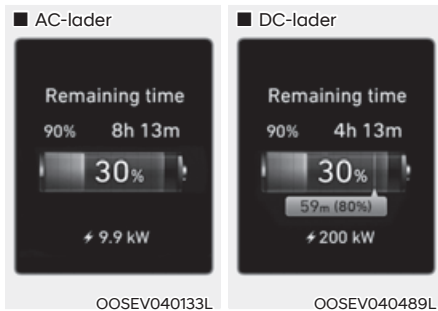 ■ AC-lader
Remaining time
90% 8h 13m
30%
9.9 kW
OOSEV040133L
■ DC-lader
Remaining time
90% 4h 13m
30%
59m (80%)
200 kW
OOSEV040489L